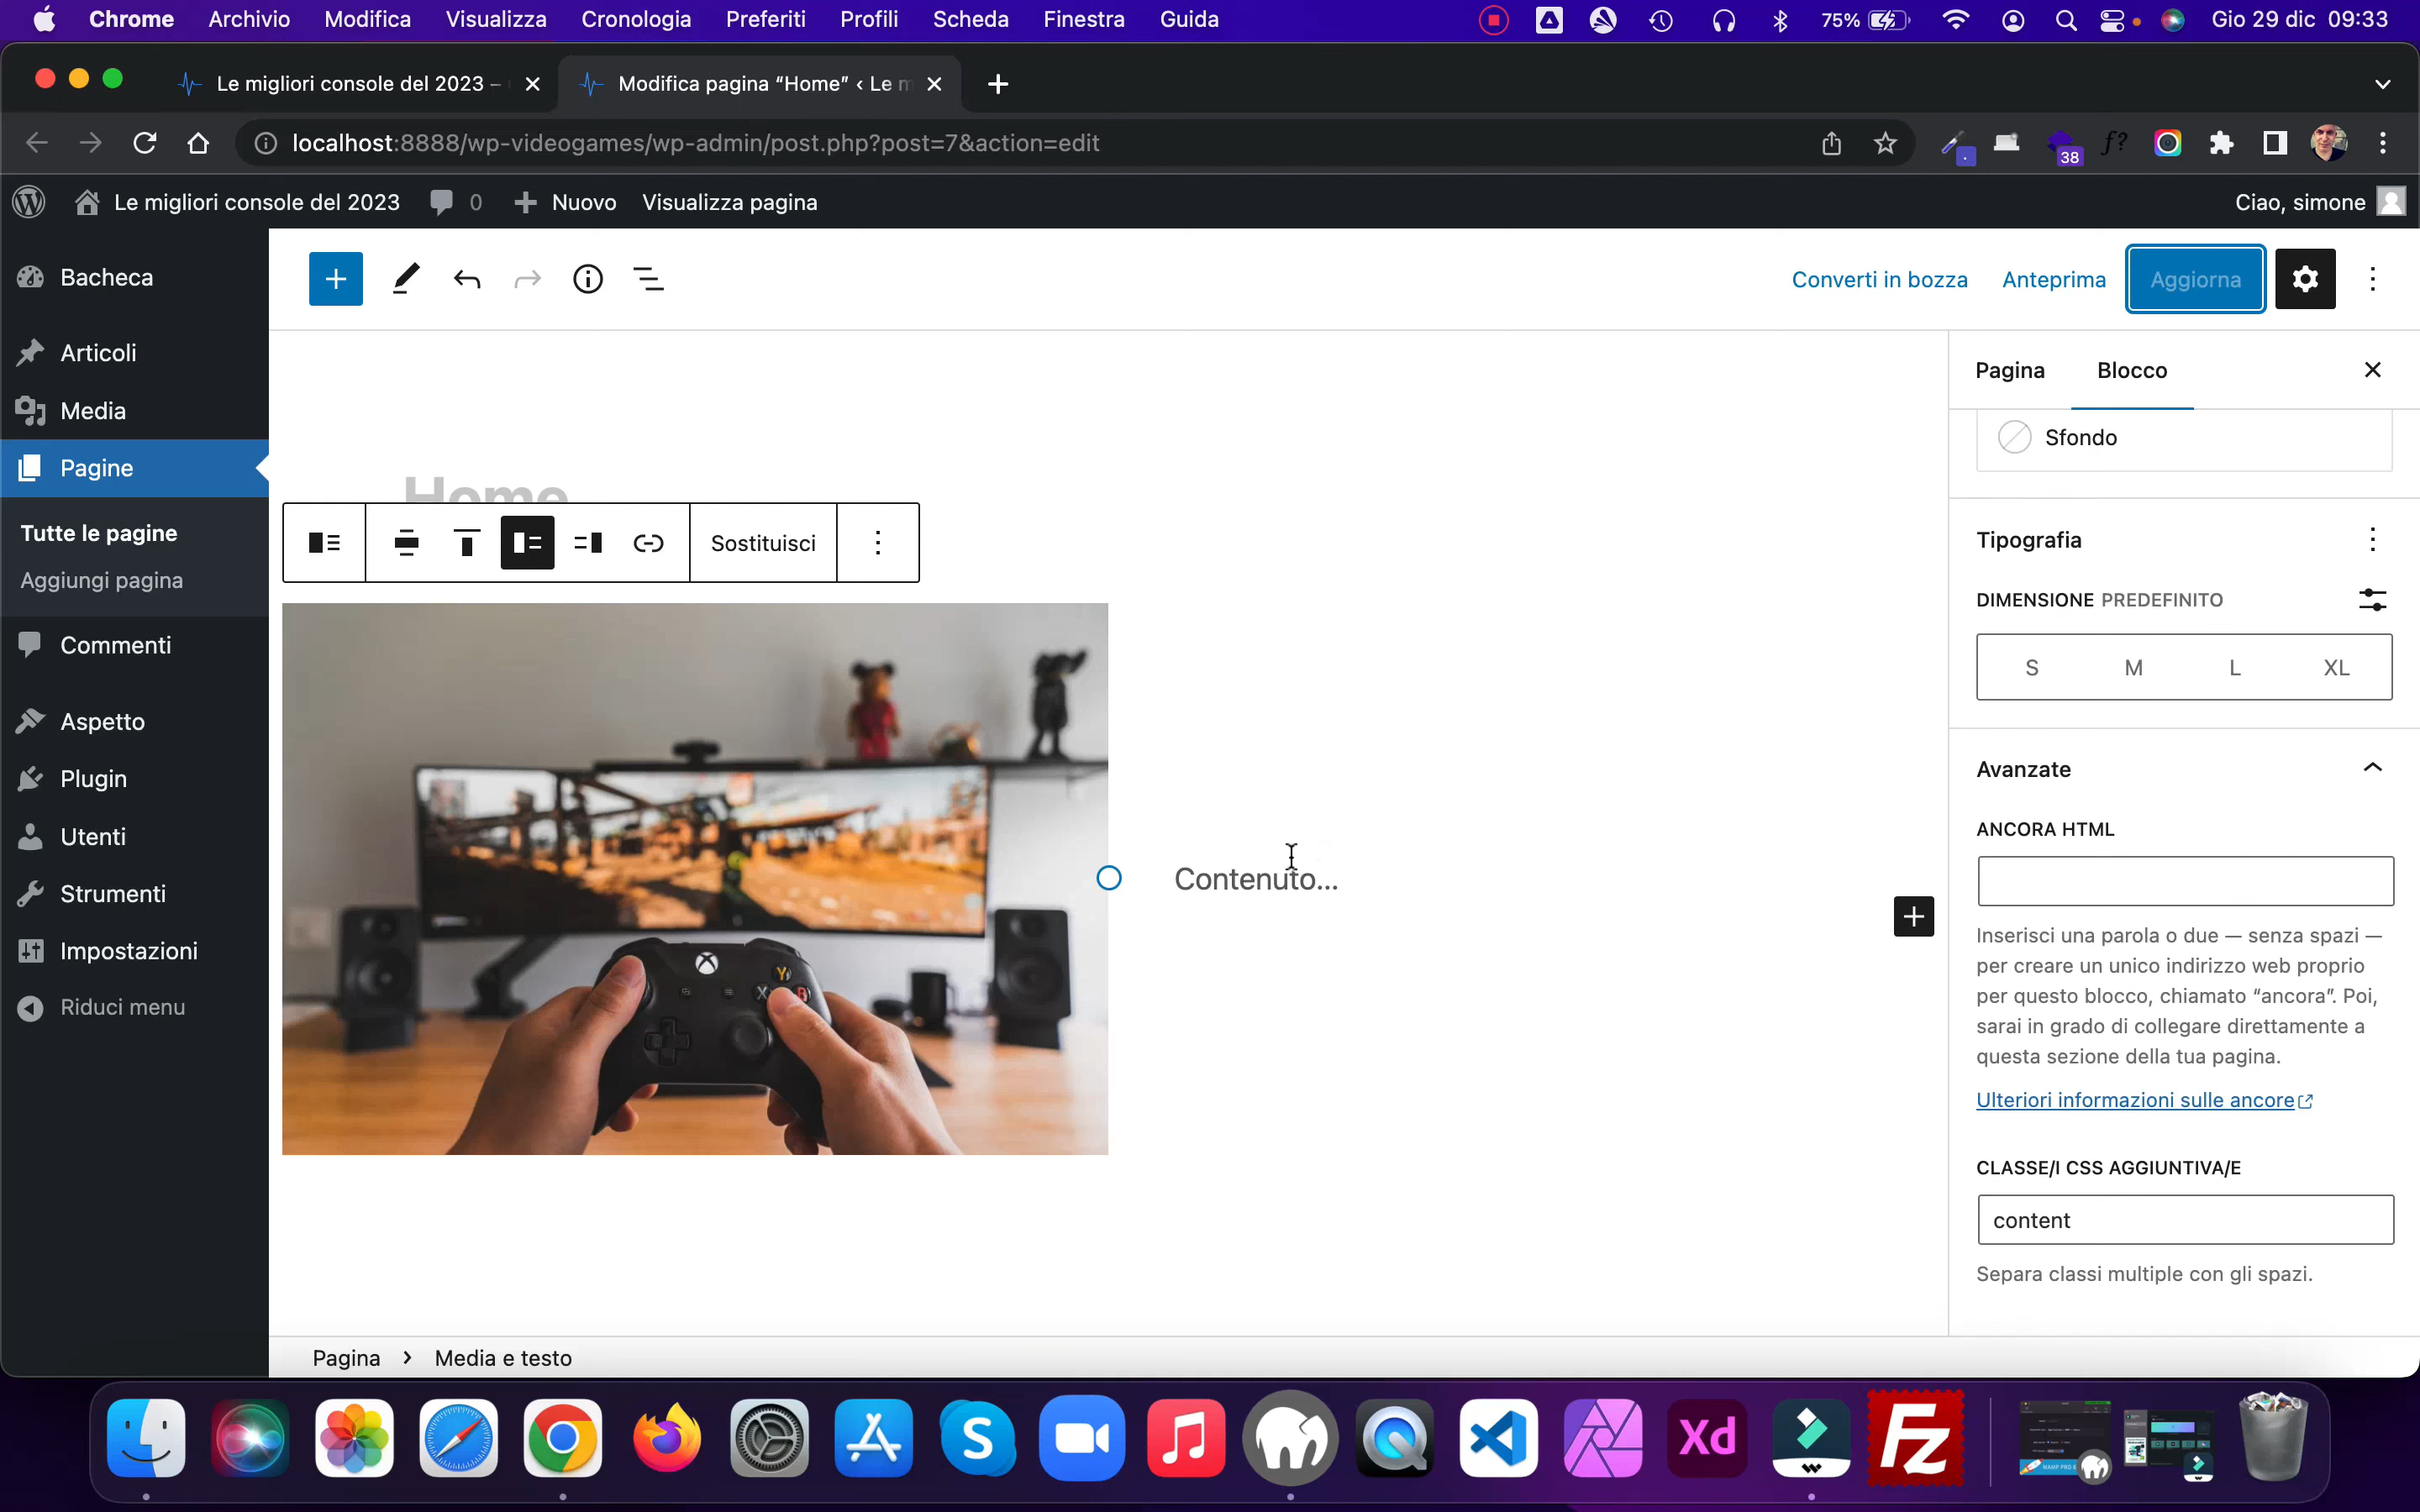 Chrome Archivio Modifica Visualizza Cronologia Preferiti Profili Scheda Finestra Guida 75% Gio 29 dic 09:33
Le migliori console del 2023 – Modifica pagina “Home” ‹ Le m
localhost:8888/wp-videogames/wp-admin/post.php?post=7&action=edit f? 38
Le migliori console del 2023 0 Nuovo Visualizza pagina Ciao, simone
Bacheca
Articoli
Media
Pagine
Tutte le pagine
Aggiungi pagina
Commenti
Aspetto
Plugin
Utenti
Strumenti
Impostazioni
Riduci menu
Converti in bozza Anteprima Aggiorna
Home
Sostituisci
Y
X B
Contenuto...
Pagina Blocco
Sfondo
Tipografia
DIMENSIONE PREDEFINITO
S M L XL
Avanzate
ANCORA HTML
Inserisci una parola o due — senza spazi —
per creare un unico indirizzo web proprio
per questo blocco, chiamato “ancora”. Poi,
sarai in grado di collegare direttamente a
questa sezione della tua pagina.
Ulteriori informazioni sulle ancore
CLASSE/I CSS AGGIUNTIVA/E
content
Separa classi multiple con gli spazi.
Pagina › Media e testo
S Xd Fz